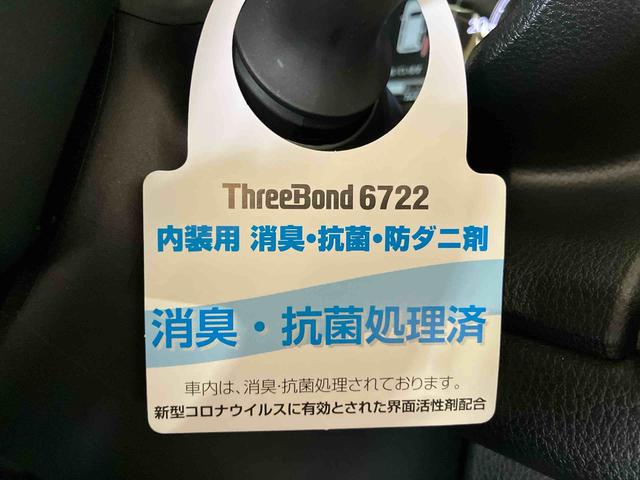 ThreeBond 6722
内装用 消臭・抗菌・防ダニ剤
消臭・抗菌処理済
車内は、消臭・抗菌処理されております。
新型コロナウイルスに有効とされた界面活性剤配合